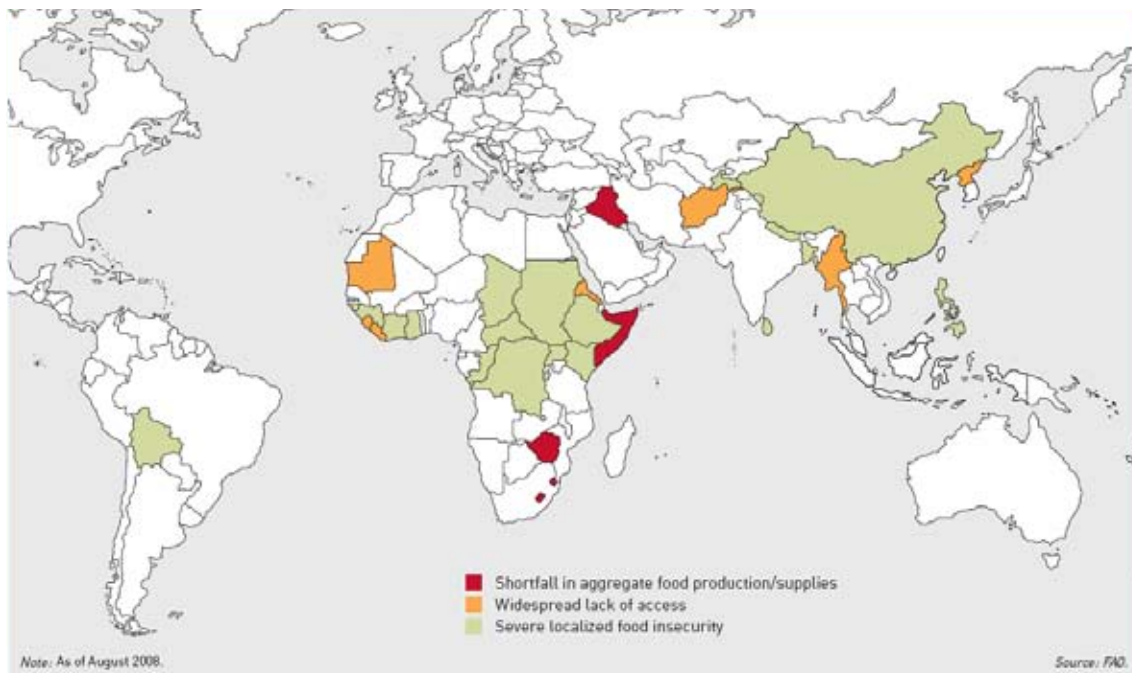 Shortfall in aggregate food production/supplies
Widespread lack of access
Severe localized food insecurity
Note: As of August 2008.
Source: FAO.